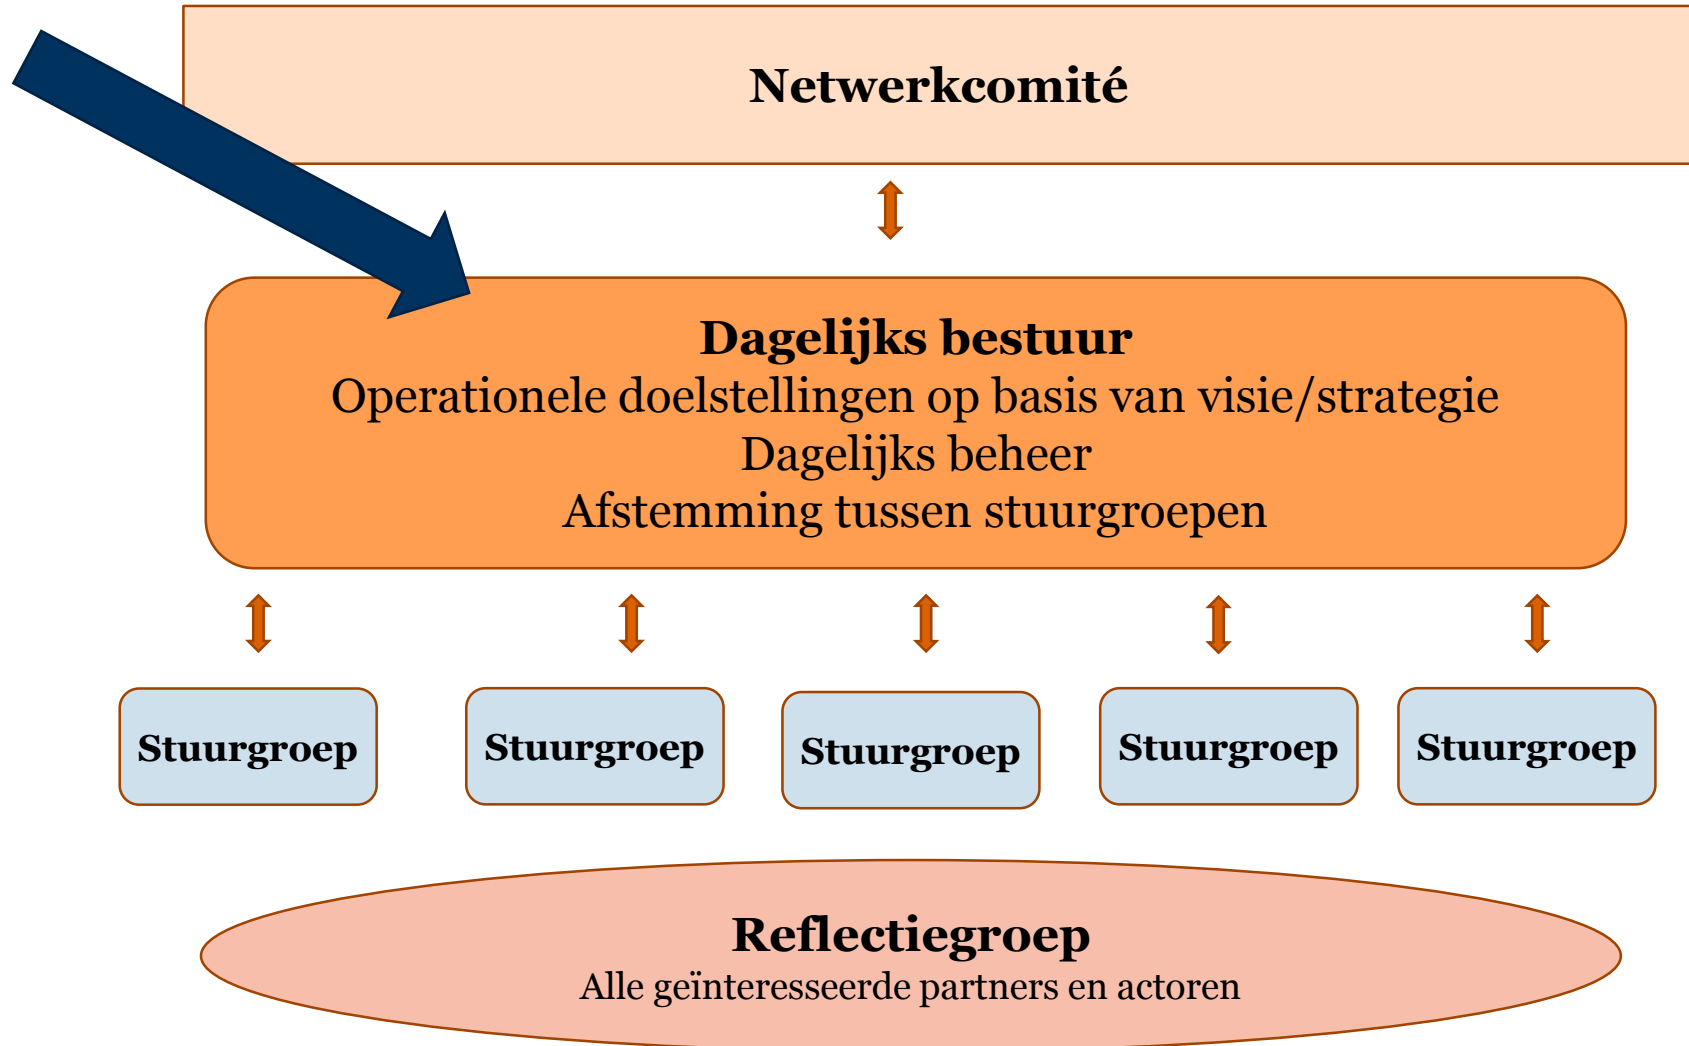 Netwerkcomité
Dagelijks bestuur
Operationele doelstellingen op basis van visie/strategie
Dagelijks beheer
Afstemming tussen stuurgroepen
Stuurgroep
Stuurgroep
Stuurgroep
Stuurgroep
Stuurgroep
Reflectiegroep
Alle geïnteresseerde partners en actoren